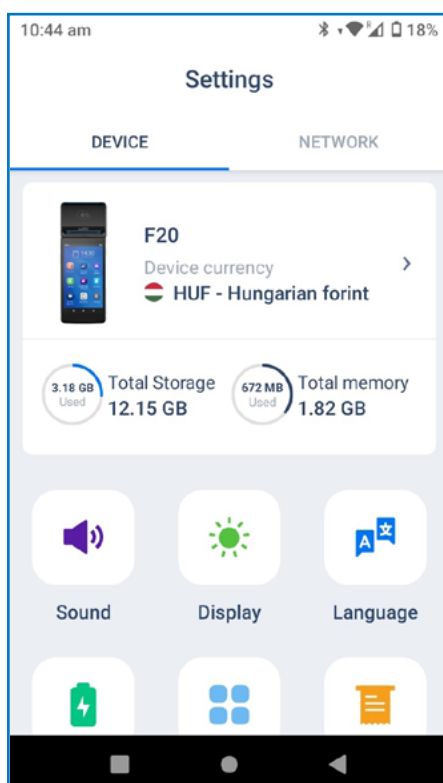 10:44 am R 18%
Settings
DEVICE NETWORK
F20
Device currency
HUF - Hungarian forint
3.18 GB Used Total Storage 12.15 GB
672 MB Used Total memory 1.82 GB
Sound Display Language